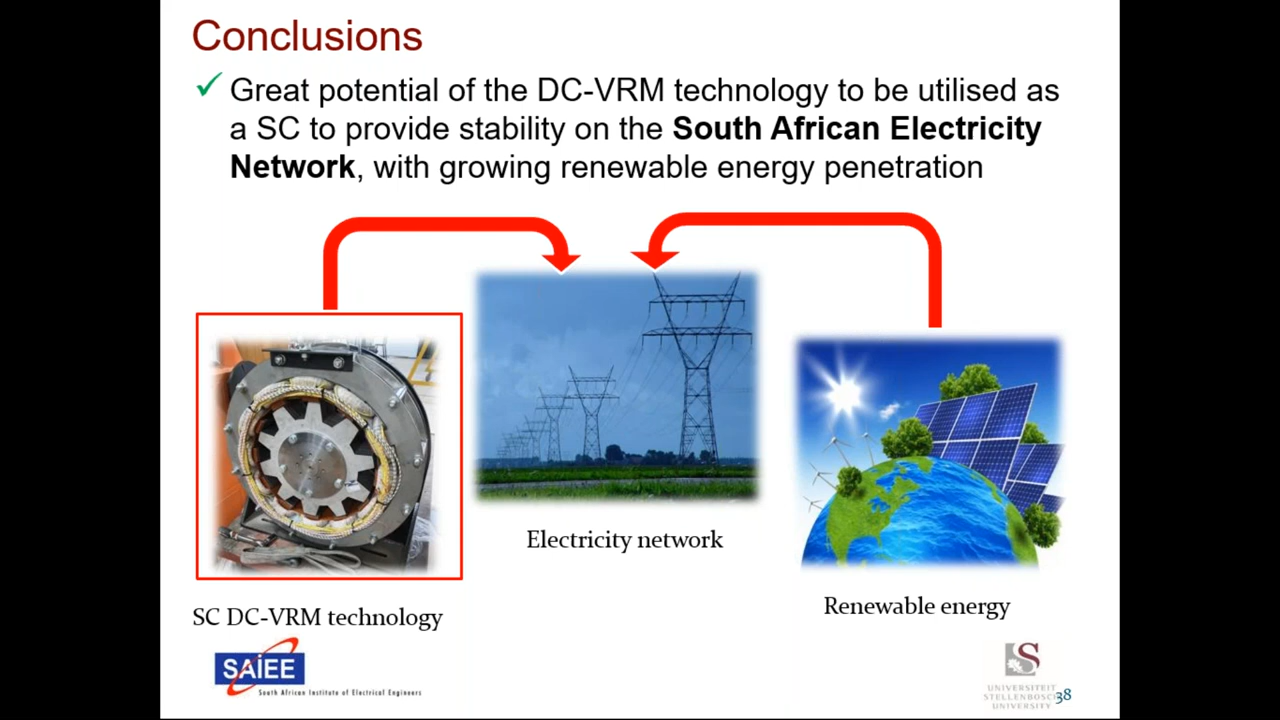 Conclusions
✓ Great potential of the DC-VRM technology to be utilised as
a SC to provide stability on the South African Electricity
Network, with growing renewable energy penetration
Electricity network
Renewable energy
SC DC-VRM technology
SAIEE
South African Institute of Electrical Engineers
S
UNIVERSITEIT
STELLENBOSCH
UNIVERSITY
38